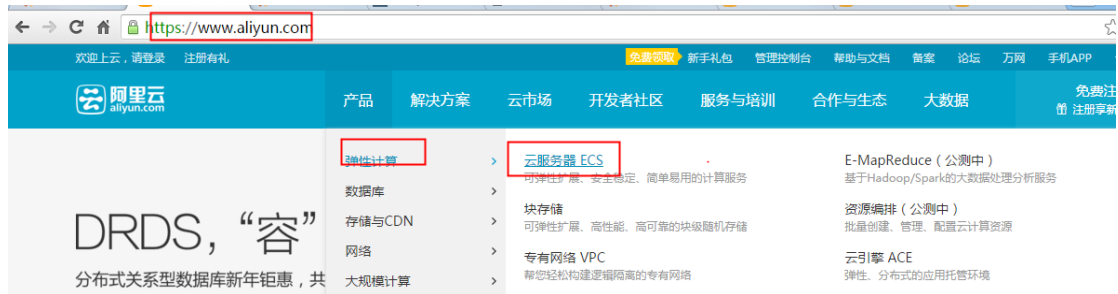 https://www.aliyun.com
欢迎上云，请登录 注册有礼 免费领取 新手礼包 管理控制台 帮助与文档 备案 论坛 万网 手机APP
阿里云
aliyun.com
产品 解决方案 云市场 开发者社区 服务与培训 合作与生态 大数据
免费注
注册享新
弹性计算
数据库
存储与CDN
网络
大规模计算
云服务器 ECS
可弹性扩展、安全稳定、简单易用的计算服务
块存储
可弹性扩展、高性能、高可靠的块级随机存储
专有网络 VPC
帮您轻松构建逻辑隔离的专有网络
E-MapReduce（公测中）
基于Hadoop/Spark的大数据处理分析服务
资源编排（公测中）
批量创建、管理、配置云计算资源
云引擎 ACE
弹性、分布式的应用托管环境
DRDS，“容”
分布式关系型数据库新年钜惠，共